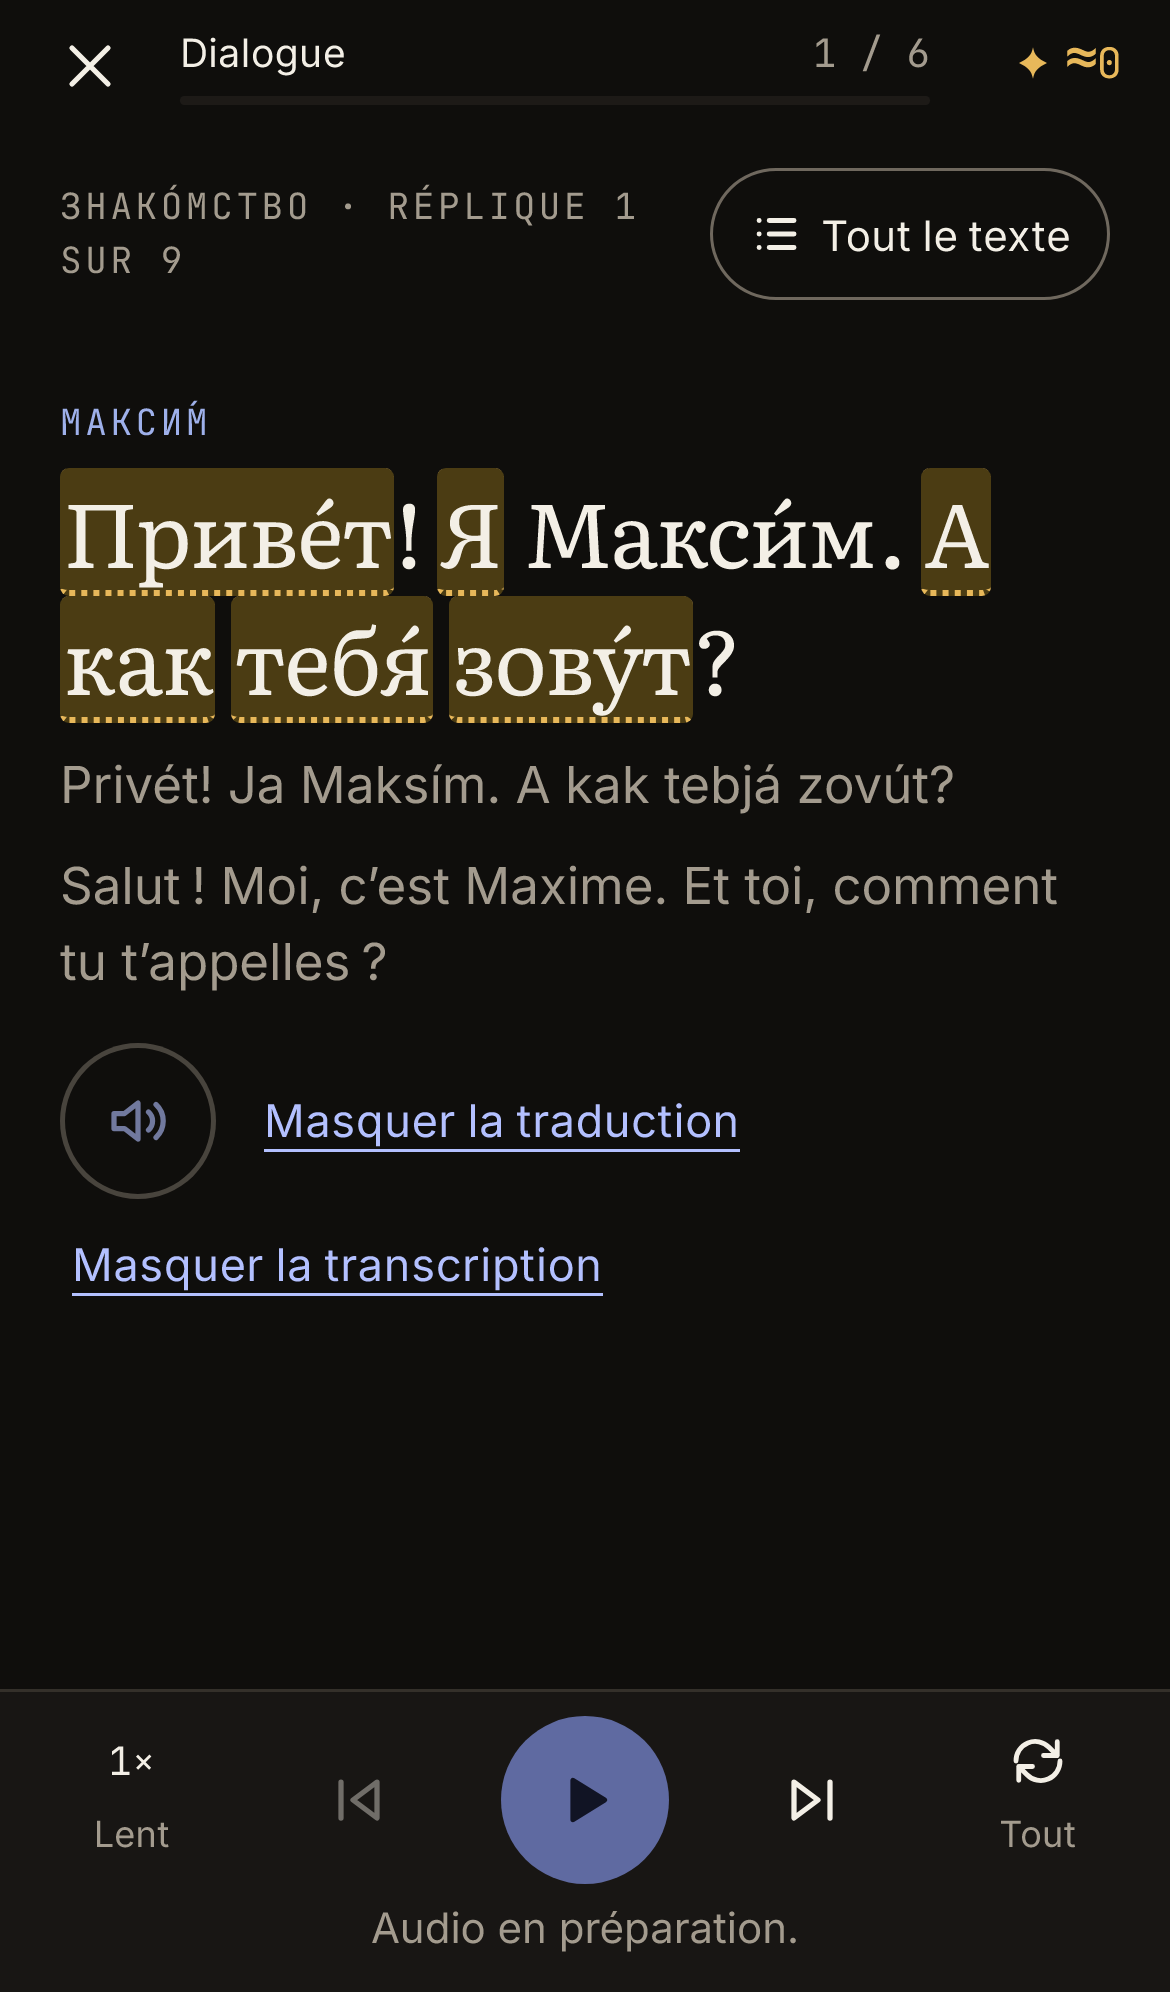 Dialogue
1 / 6
≈0
ЗНАКО́МСТВО · RÉPLIQUE 1
SUR 9
Tout le texte
МАКСИ́М
Приве́т! Я Макси́м. А
как тебя́ зову́т?
Privét! Ja Maksím. A kak tebjá zovút?
Salut ! Moi, c’est Maxime. Et toi, comment
tu t’appelles ?
Masquer la traduction
Masquer la transcription
1×
Lent
Tout
Audio en préparation.